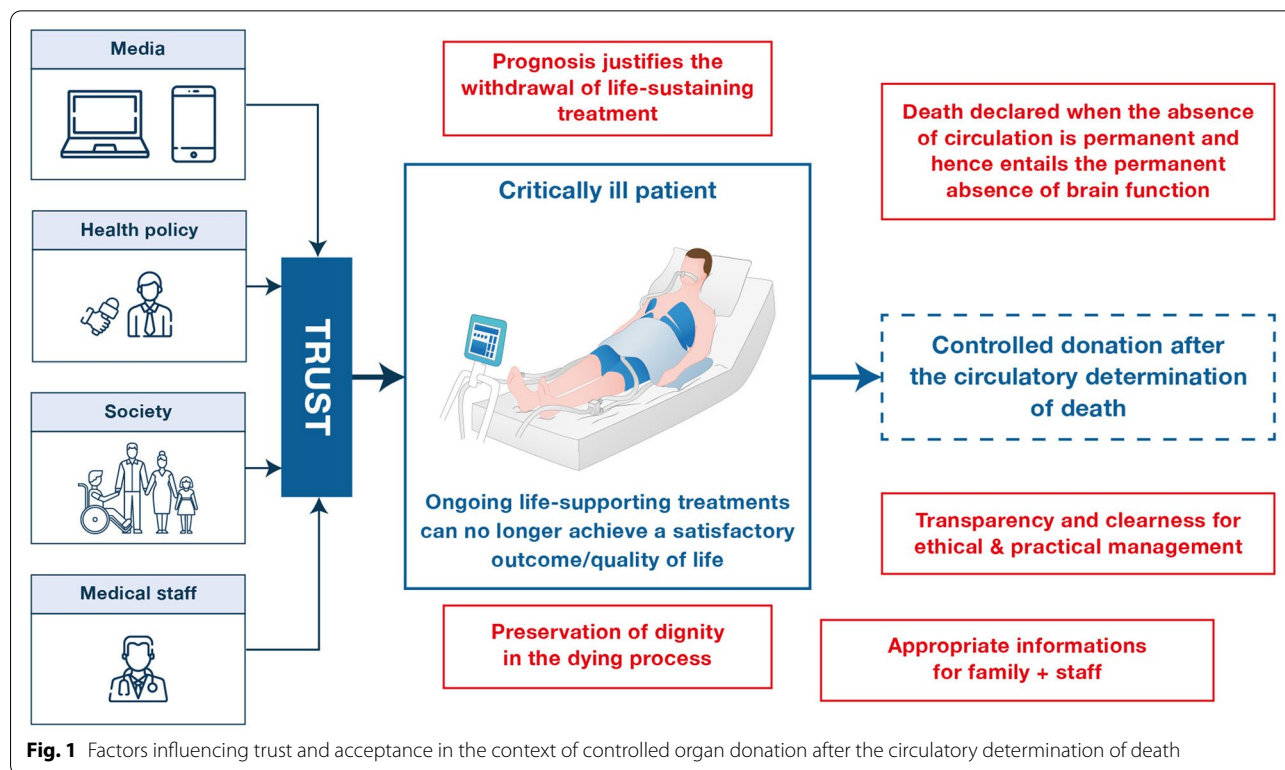 Media
Health policy
Society
Medical staff
TRUST
Prognosis justifies the
withdrawal of life-sustaining
treatment
Critically ill patient
Ongoing life-supporting treatments
can no longer achieve a satisfactory
outcome/quality of life
Preservation of dignity
in the dying process
Death declared when the absence
of circulation is permanent and
hence entails the permanent
absence of brain function
Controlled donation after
the circulatory determination
of death
Transparency and clearness for
ethical & practical management
Appropriate informations
for family + staff
Fig. 1 Factors influencing trust and acceptance in the context of controlled organ donation after the circulatory determination of death